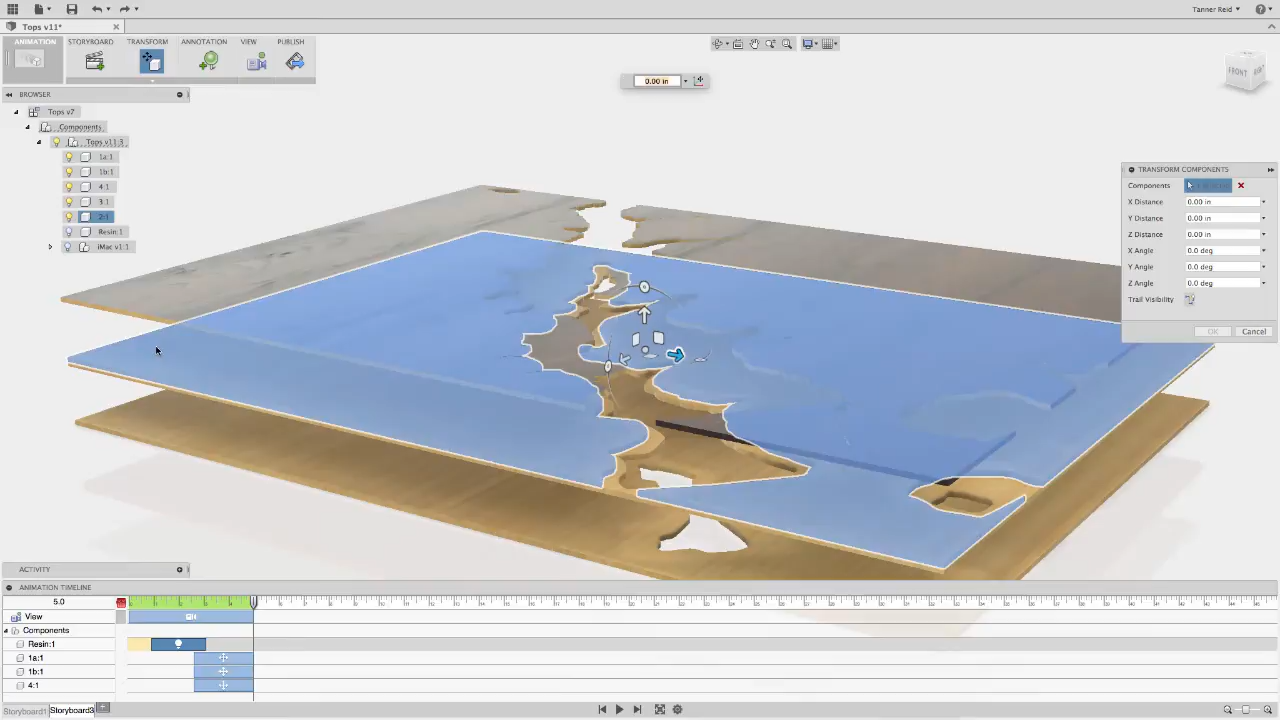 Tanner Reid
Tops v11*
ANIMATION
STORYBOARD
TRANSFORM
ANNOTATION
VIEW
PUBLISH
0.00 in
FRONT
BROWSER
Tops v7
Components
Tops v11:3
1a:1
1b:1
4:1
3:1
2:1
Resin:1
iMac v1:1
TRANSFORM COMPONENTS
Components
X Distance 0.00 in
Y Distance 0.00 in
Z Distance 0.00 in
X Angle 0.0 deg
Y Angle 0.0 deg
Z Angle 0.0 deg
Trail Visibility
OK Cancel
ACTIVITY
ANIMATION TIMELINE
5.0
View
Components
Resin:1
1a:1
1b:1
4:1
Storyboard1 Storyboard3